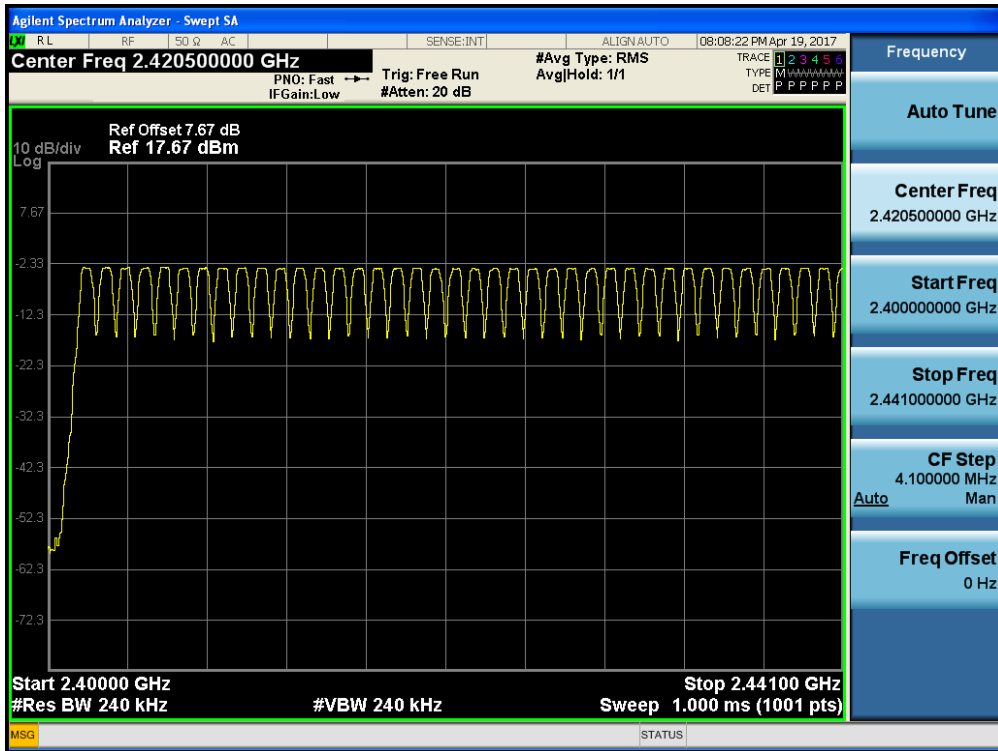 Agilent Spectrum Analyzer - Swept SA
LXI RL RF 50 Ω AC SENSE:INT ALIGN AUTO 08:08:22 PM Apr 19, 2017
Center Freq 2.420500000 GHz
PNO: Fast
IFGain:Low
Trig: Free Run
#Atten: 20 dB
#Avg Type: RMS
Avg|Hold: 1/1
TRACE 1 2 3 4 5 6
TYPE M
DET P P P P P P
Ref Offset 7.67 dB
10 dB/div Ref 17.67 dBm
Log
7.67
-2.33
-12.3
-22.3
-32.3
-42.3
-52.3
-62.3
-72.3
Start 2.40000 GHz Stop 2.44100 GHz
#Res BW 240 kHz #VBW 240 kHz Sweep 1.000 ms (1001 pts)
MSG STATUS
Frequency
Auto Tune
Center Freq
2.420500000 GHz
Start Freq
2.400000000 GHz
Stop Freq
2.441000000 GHz
CF Step
4.100000 MHz
Auto Man
Freq Offset
0 Hz